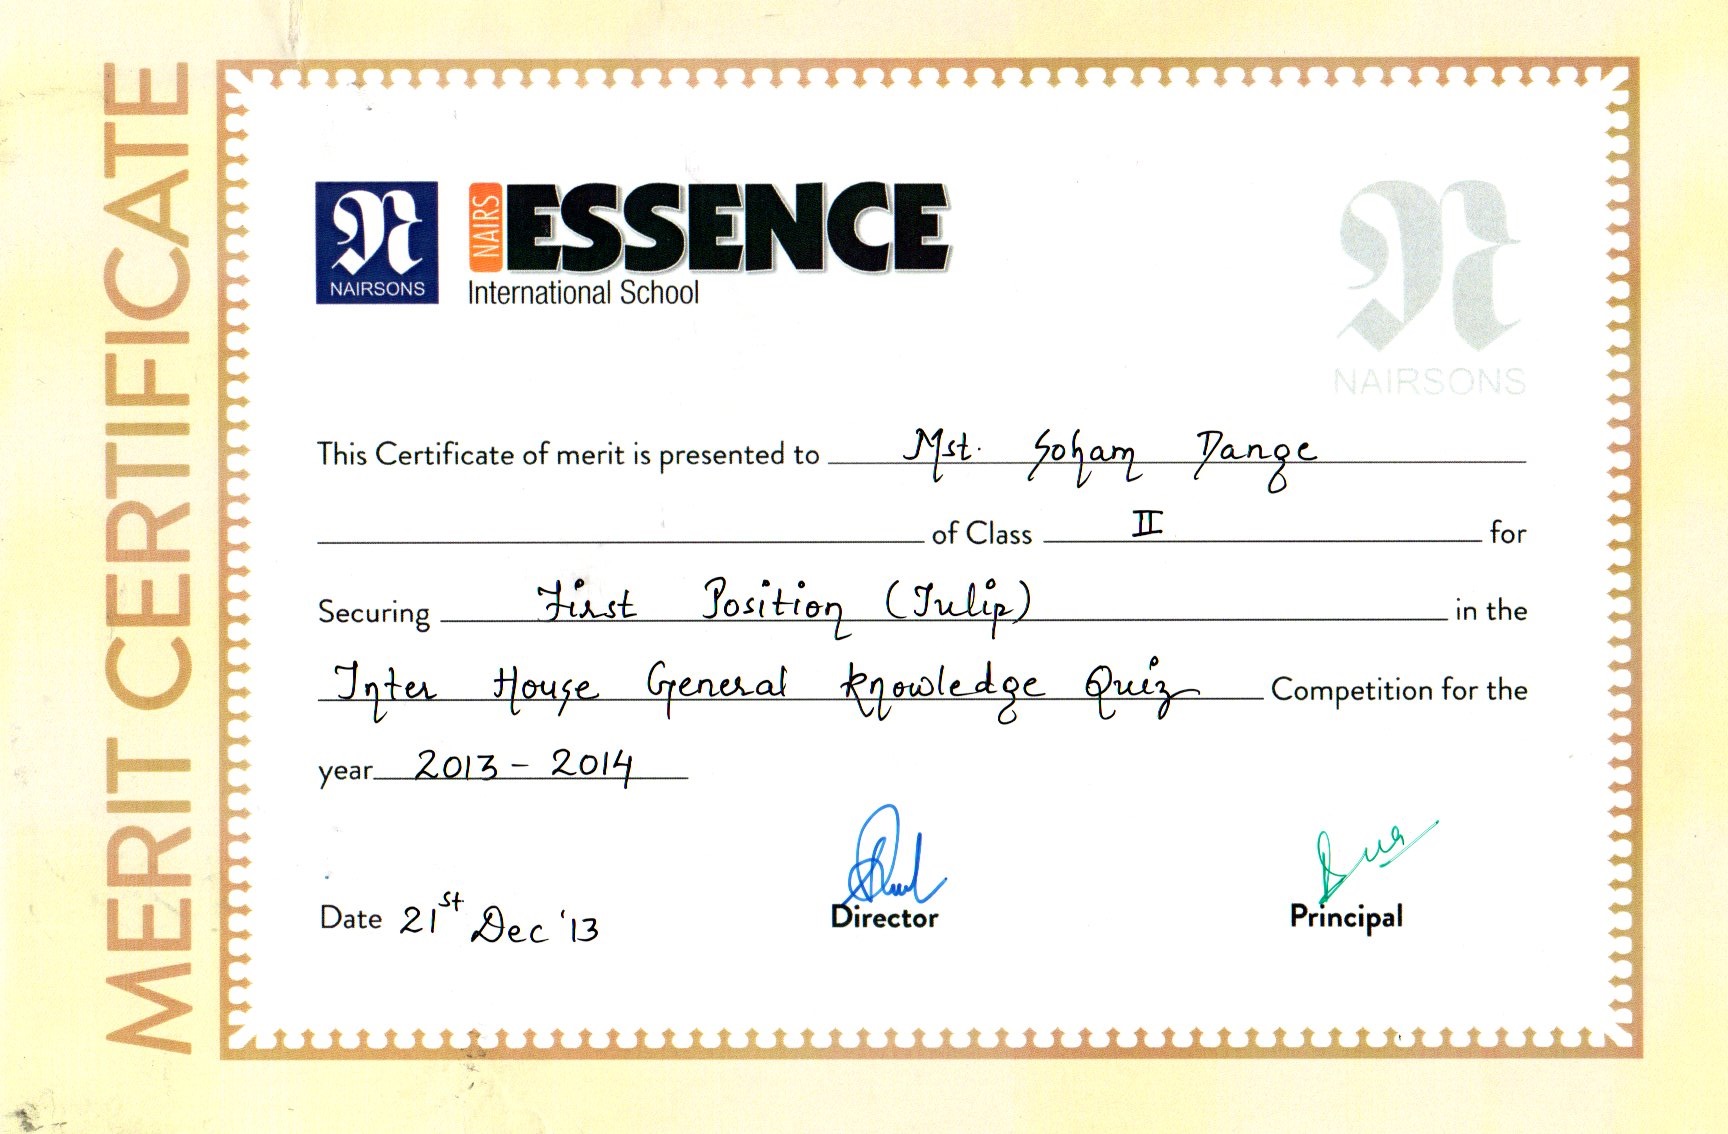 MERIT CERTIFICATE
NAIRSONS
NAIRS ESSENCE
International School
NAIRSONS
This Certificate of merit is presented to Mst. Soham Dange
of Class II for
Securing First Position (Tulip) in the
Inter House General Knowledge Quiz Competition for the
year 2013 - 2014
Date 21st Dec '13
Director
Principal